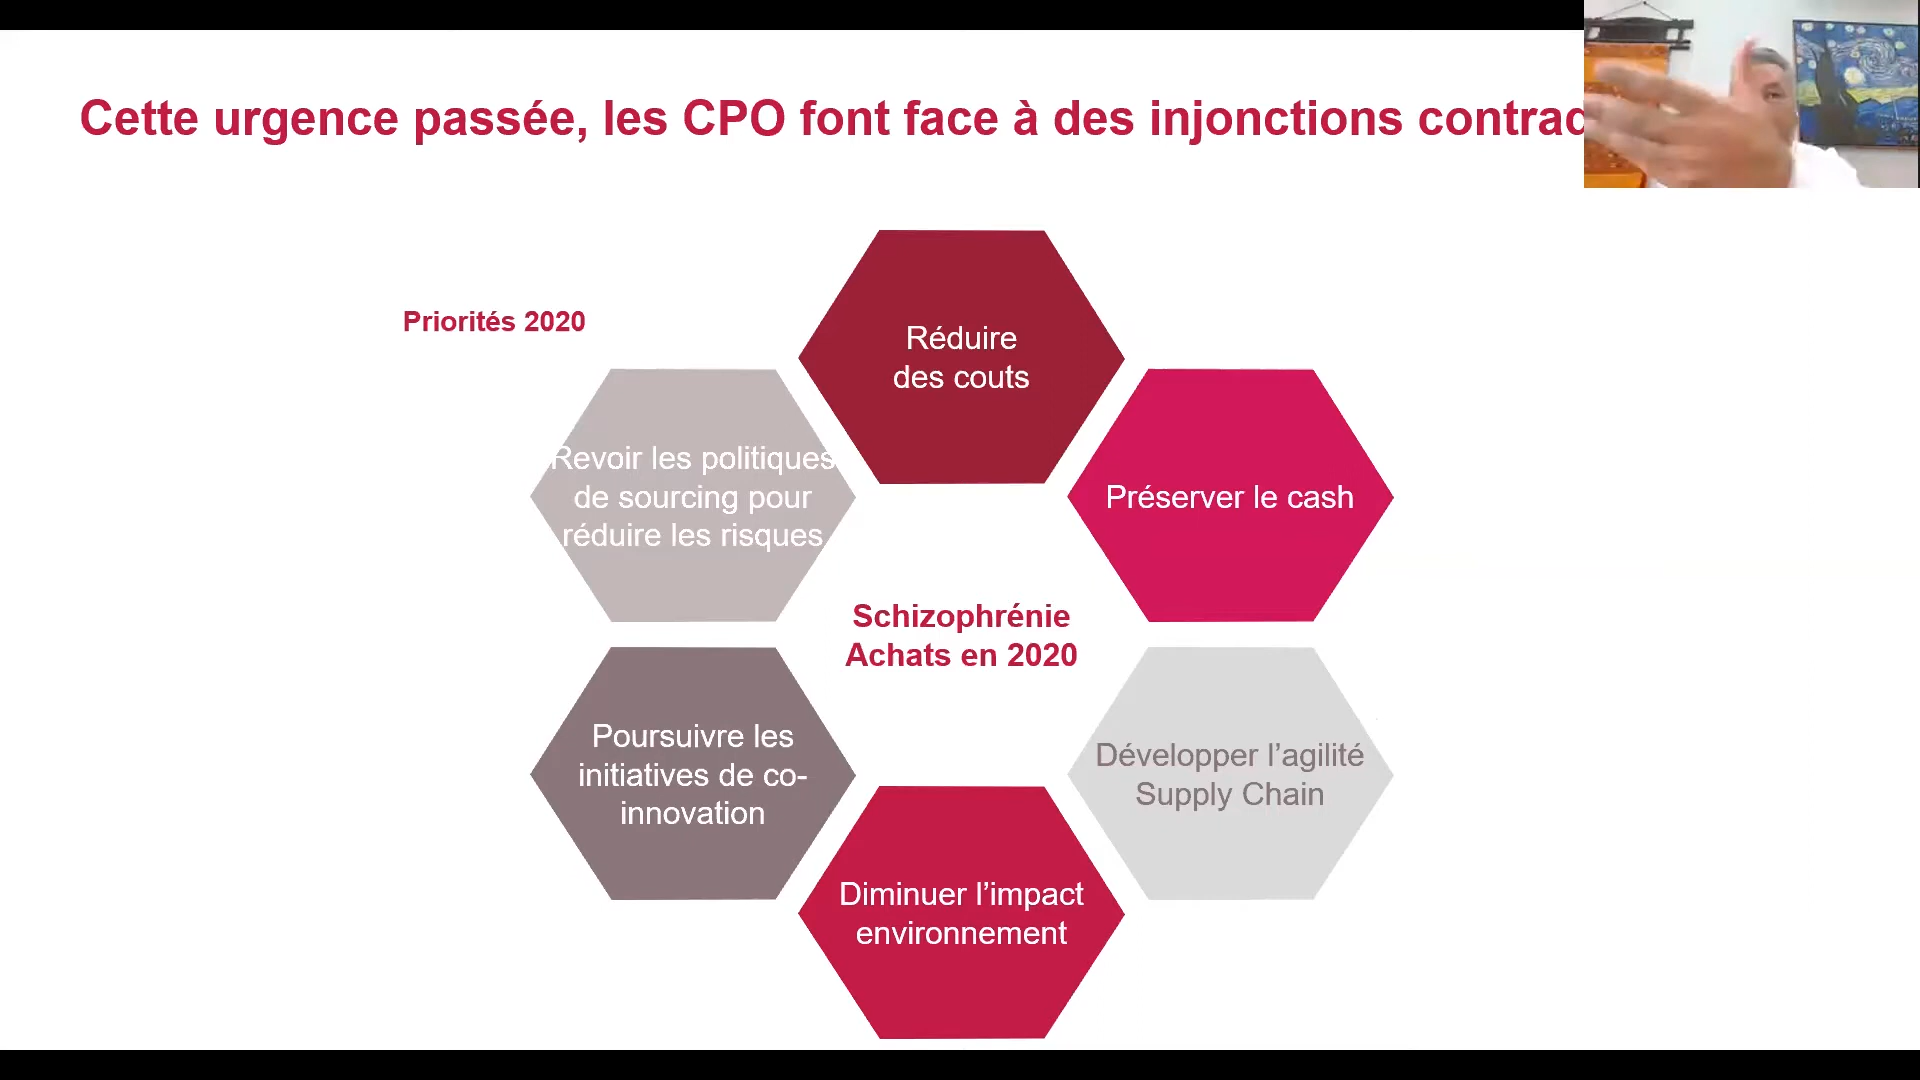 Cette urgence passée, les CPO font face à des injonctions
Priorités 2020
Réduire
des couts
Préserver le cash
Revoir les politiques
de sourcing pour
réduire les risques
Schizophrénie
Achats en 2020
Poursuivre les
initiatives de co-
innovation
Développer l’agilité
Supply Chain
Diminuer l’impact
environnement